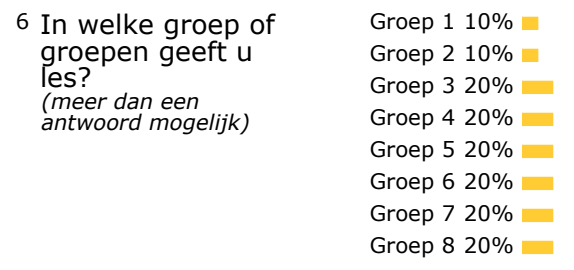 6 In welke groep of
groepen geeft u
les?
(meer dan een
antwoord mogelijk)
Groep 1 10%
Groep 2 10%
Groep 3 20%
Groep 4 20%
Groep 5 20%
Groep 6 20%
Groep 7 20%
Groep 8 20%